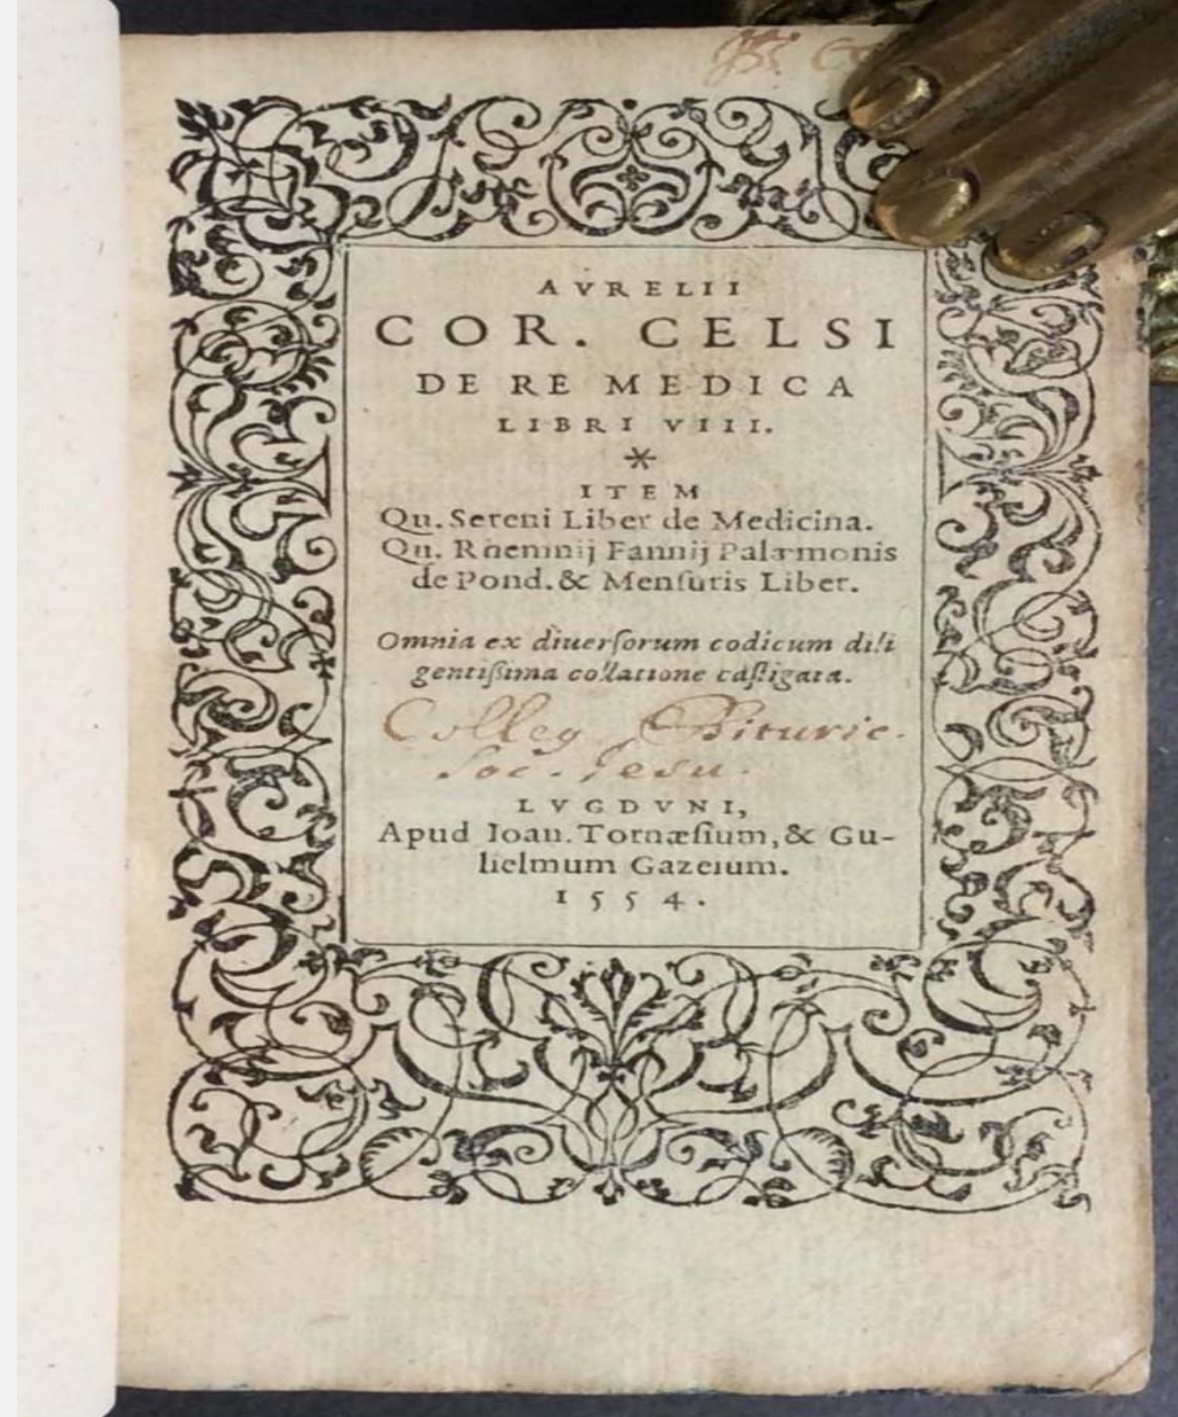 AVRELII
COR. CELSI
DE RE MEDICA
LIBRI VIII.
*
ITEM
Qu. Sereni Liber de Medicina.
Qu. Rhemnij Fannij Palæmonis
de Pond. & Menſuris Liber.
Omnia ex diuerſorum codicum dili
gentiſsima collatione caſtigata.
Colleg Bituric.
Soc. Jesu.
LVGDVNI,
Apud Ioan. Tornæſium, & Gu-
lielmum Gazeium.
1554.